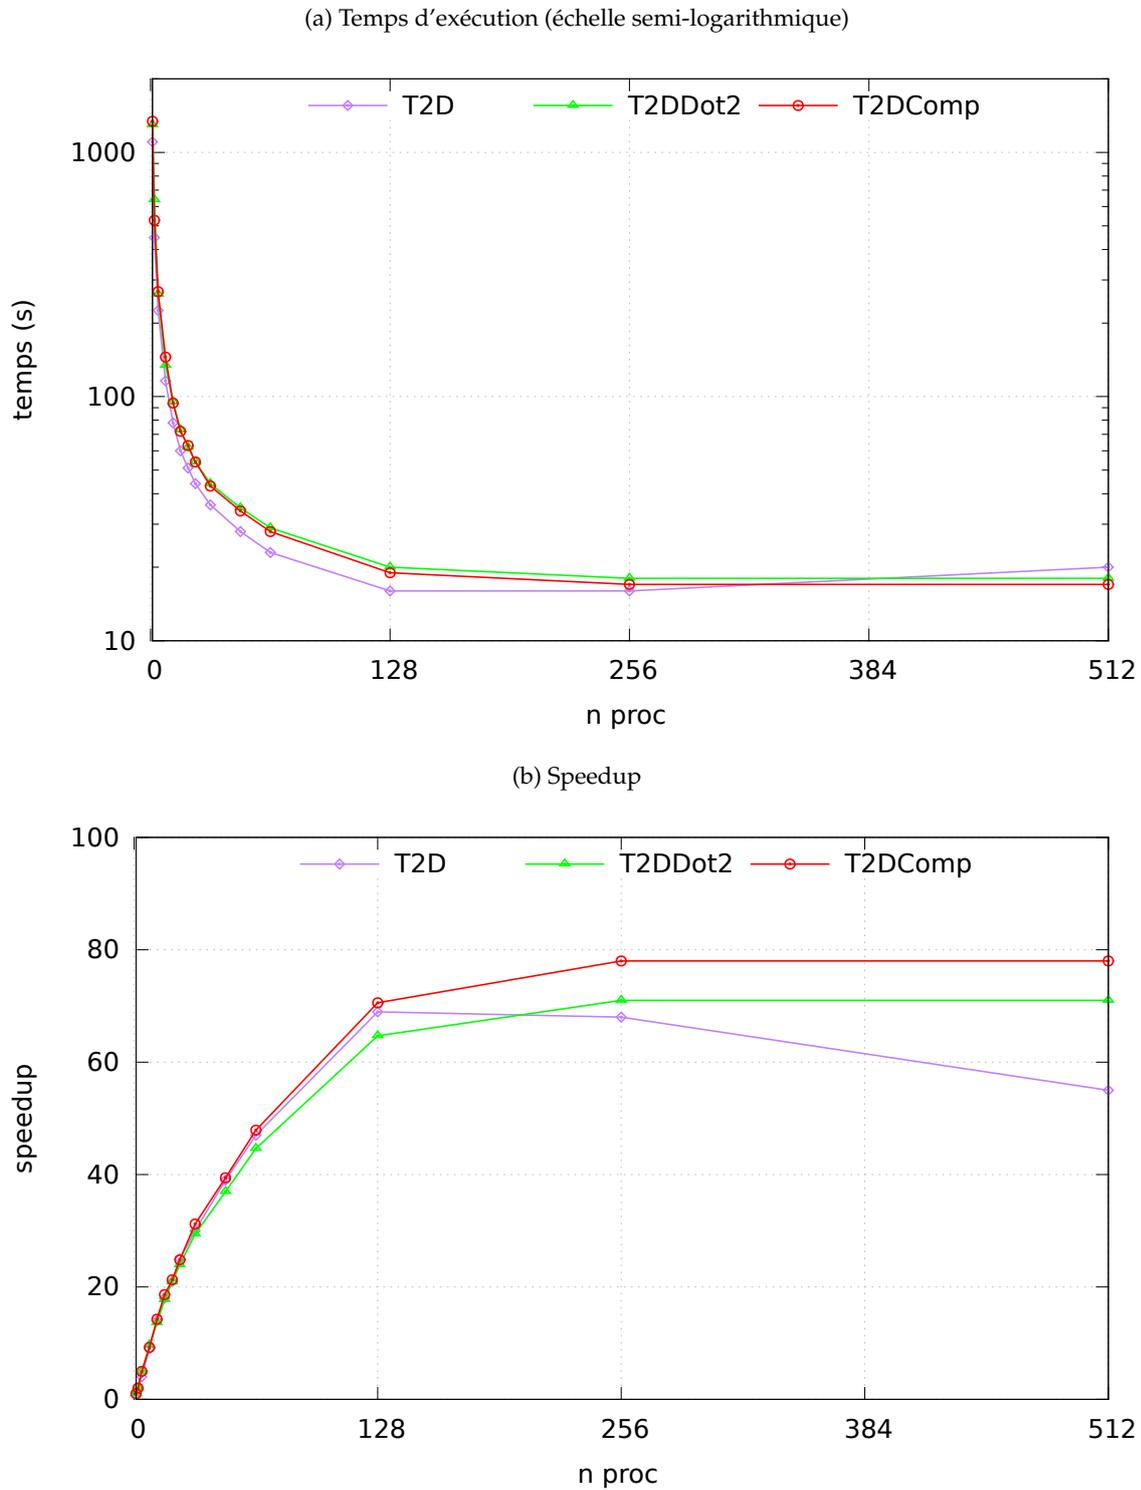 (a) Temps d'exécution (échelle semi-logarithmique)
T2D T2DDot2 T2DComp
1000
100
10
temps (s)
0 128 256 384 512
n proc
(b) Speedup
T2D T2DDot2 T2DComp
100
80
60
40
20
0
speedup
0 128 256 384 512
n proc